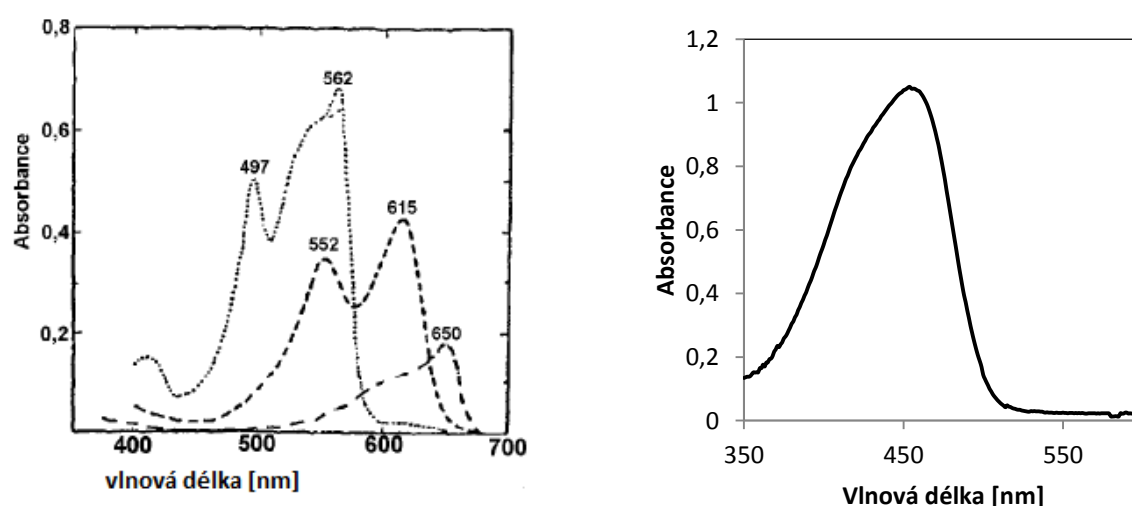 0,8
0,6
0,4
0,2
Absorbance
562
497
615
552
650
400 500 600 700
vlnová délka [nm]
1,2
1
0,8
0,6
0,4
0,2
0
Absorbance
350 450 550
Vlnová délka [nm]